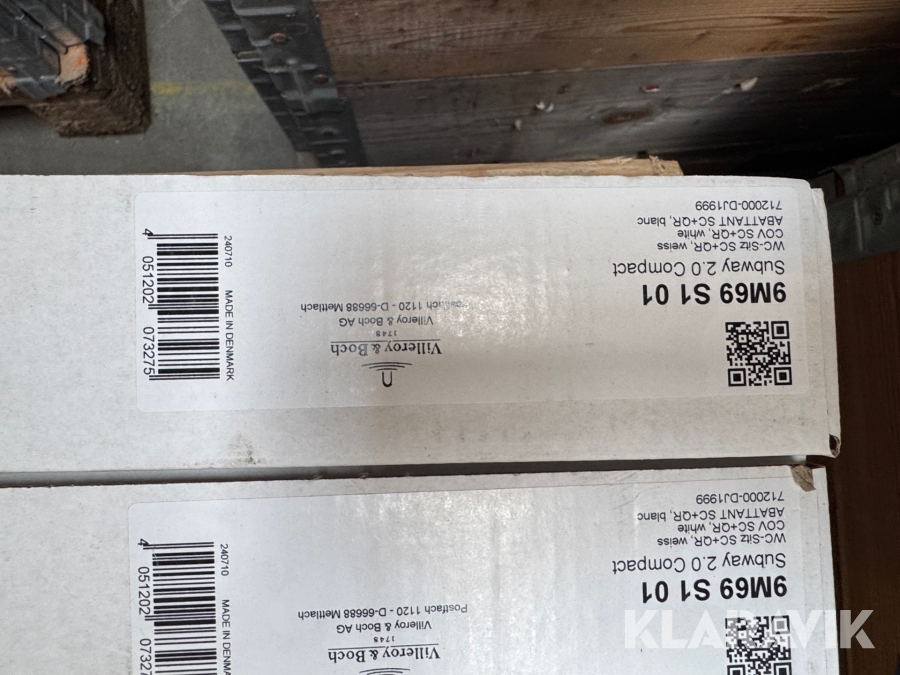 9M69 S1 01
Subway 2.0 Compact
WC-Sitz SC+QR, weiss
COV SC+QR, white
ABATTANT SC+QR, blanc
712000-DJ1999
Villeroy & Boch
1748
Villeroy & Boch AG
Postfach 1120 - D-66688 Mettlach
240710 MADE IN DENMARK
4 051202 073275
9M69 S1 01
Subway 2.0 Compact
WC-Sitz SC+QR, weiss
COV SC+QR, white
ABATTANT SC+QR, blanc
712000-DJ1999
Villeroy & Boch
1748
Villeroy & Boch AG
Postfach 1120 - D-66688 Mettlach
240710 MADE IN DENMA
4 051202 0732
KLARAVIK